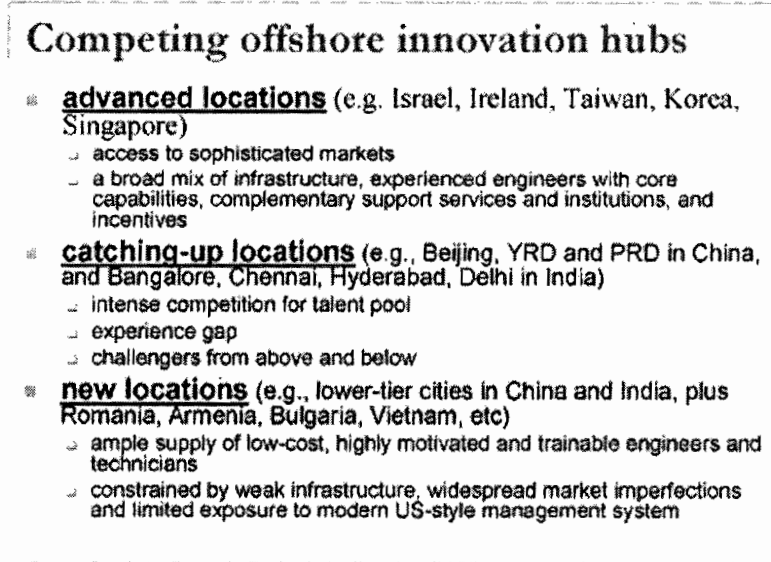 Competing offshore innovation hubs
advanced locations (e.g. Israel, Ireland, Taiwan, Korea,
Singapore)
access to sophisticated markets
a broad mix of infrastructure, experienced engineers with core
capabilities, complementary support services and institutions, and
incentives
catching-up locations (e.g., Beijing, YRD and PRD in China,
and Bangalore, Chennai, Hyderabad, Delhi in India)
intense competition for talent pool
experience gap
challengers from above and below
new locations (e.g., lower-tier cities in China and India, plus
Romania, Armenia, Bulgaria, Vietnam, etc)
ample supply of low-cost, highly motivated and trainable engineers and
technicians
constrained by weak infrastructure, widespread market imperfections
and limited exposure to modern US-style management system